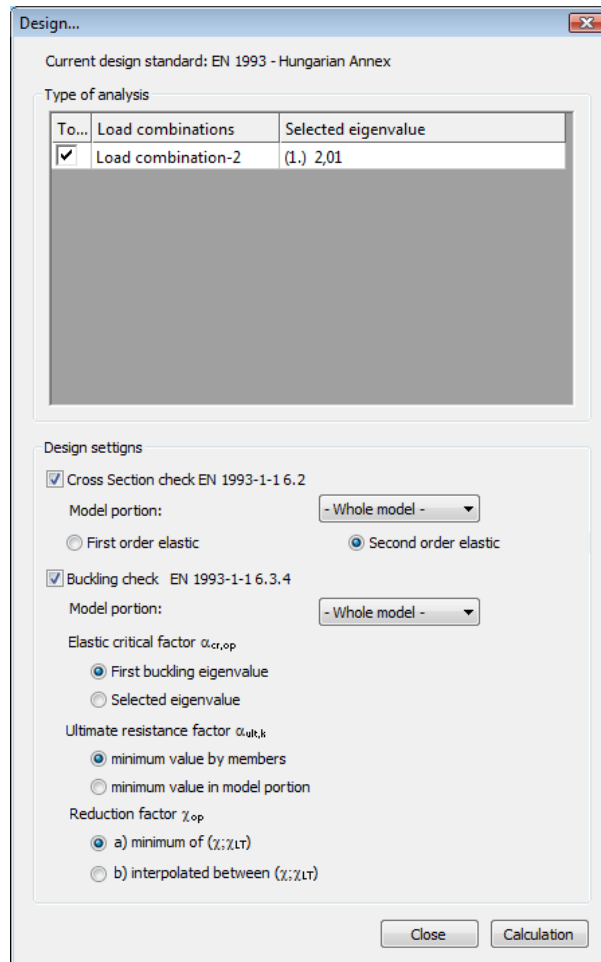 Design...
Current design standard: EN 1993 - Hungarian Annex
Type of analysis
To... Load combinations Selected eigenvalue
Load combination-2 (1.) 2,01
Design settigns
Cross Section check EN 1993-1-1 6.2
Model portion: - Whole model -
First order elastic Second order elastic
Buckling check EN 1993-1-1 6.3.4
Model portion: - Whole model -
Elastic critical factor αcr,op
First buckling eigenvalue
Selected eigenvalue
Ultimate resistance factor αult,k
minimum value by members
minimum value in model portion
Reduction factor χop
a) minimum of (χ;χLT)
b) interpolated between (χ;χLT)
Close Calculation